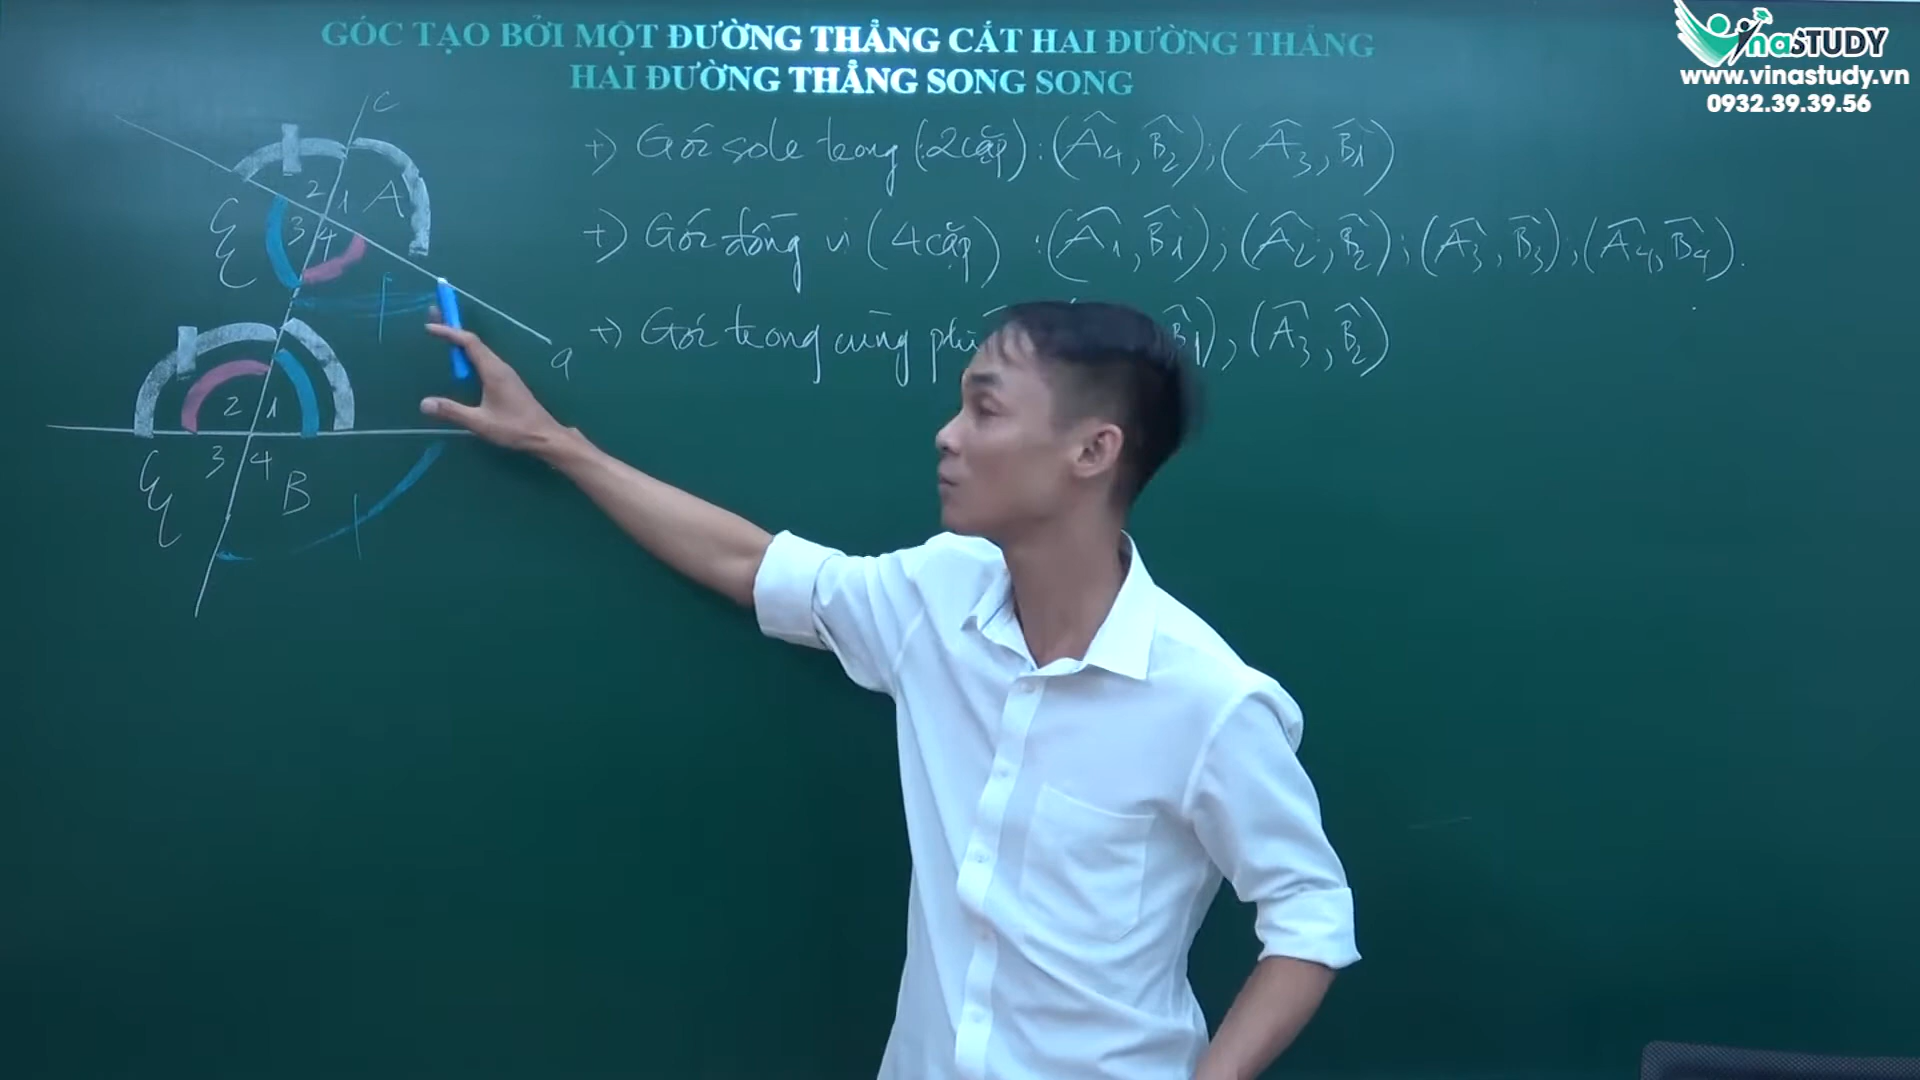 GÓC TẠO BỞI MỘT ĐƯỜNG THẲNG CẮT HAI ĐƯỜNG THẲNG
HAI ĐƯỜNG THẲNG SONG SONG
VinaSTUDY
www.vinastudy.vn
0932.39.39.56
+) Góc sole trong (2 cặp): (Â4, B̂2); (Â3, B̂1)
+) Góc đồng vị (4 cặp): (Â1, B̂1); (Â2; B̂2); (Â3, B̂3); (Â4, B̂4).
+) Góc trong cùng B̂1), (Â3, B̂2)
c
2 1 A
3 4
a
2 1
3 4
B